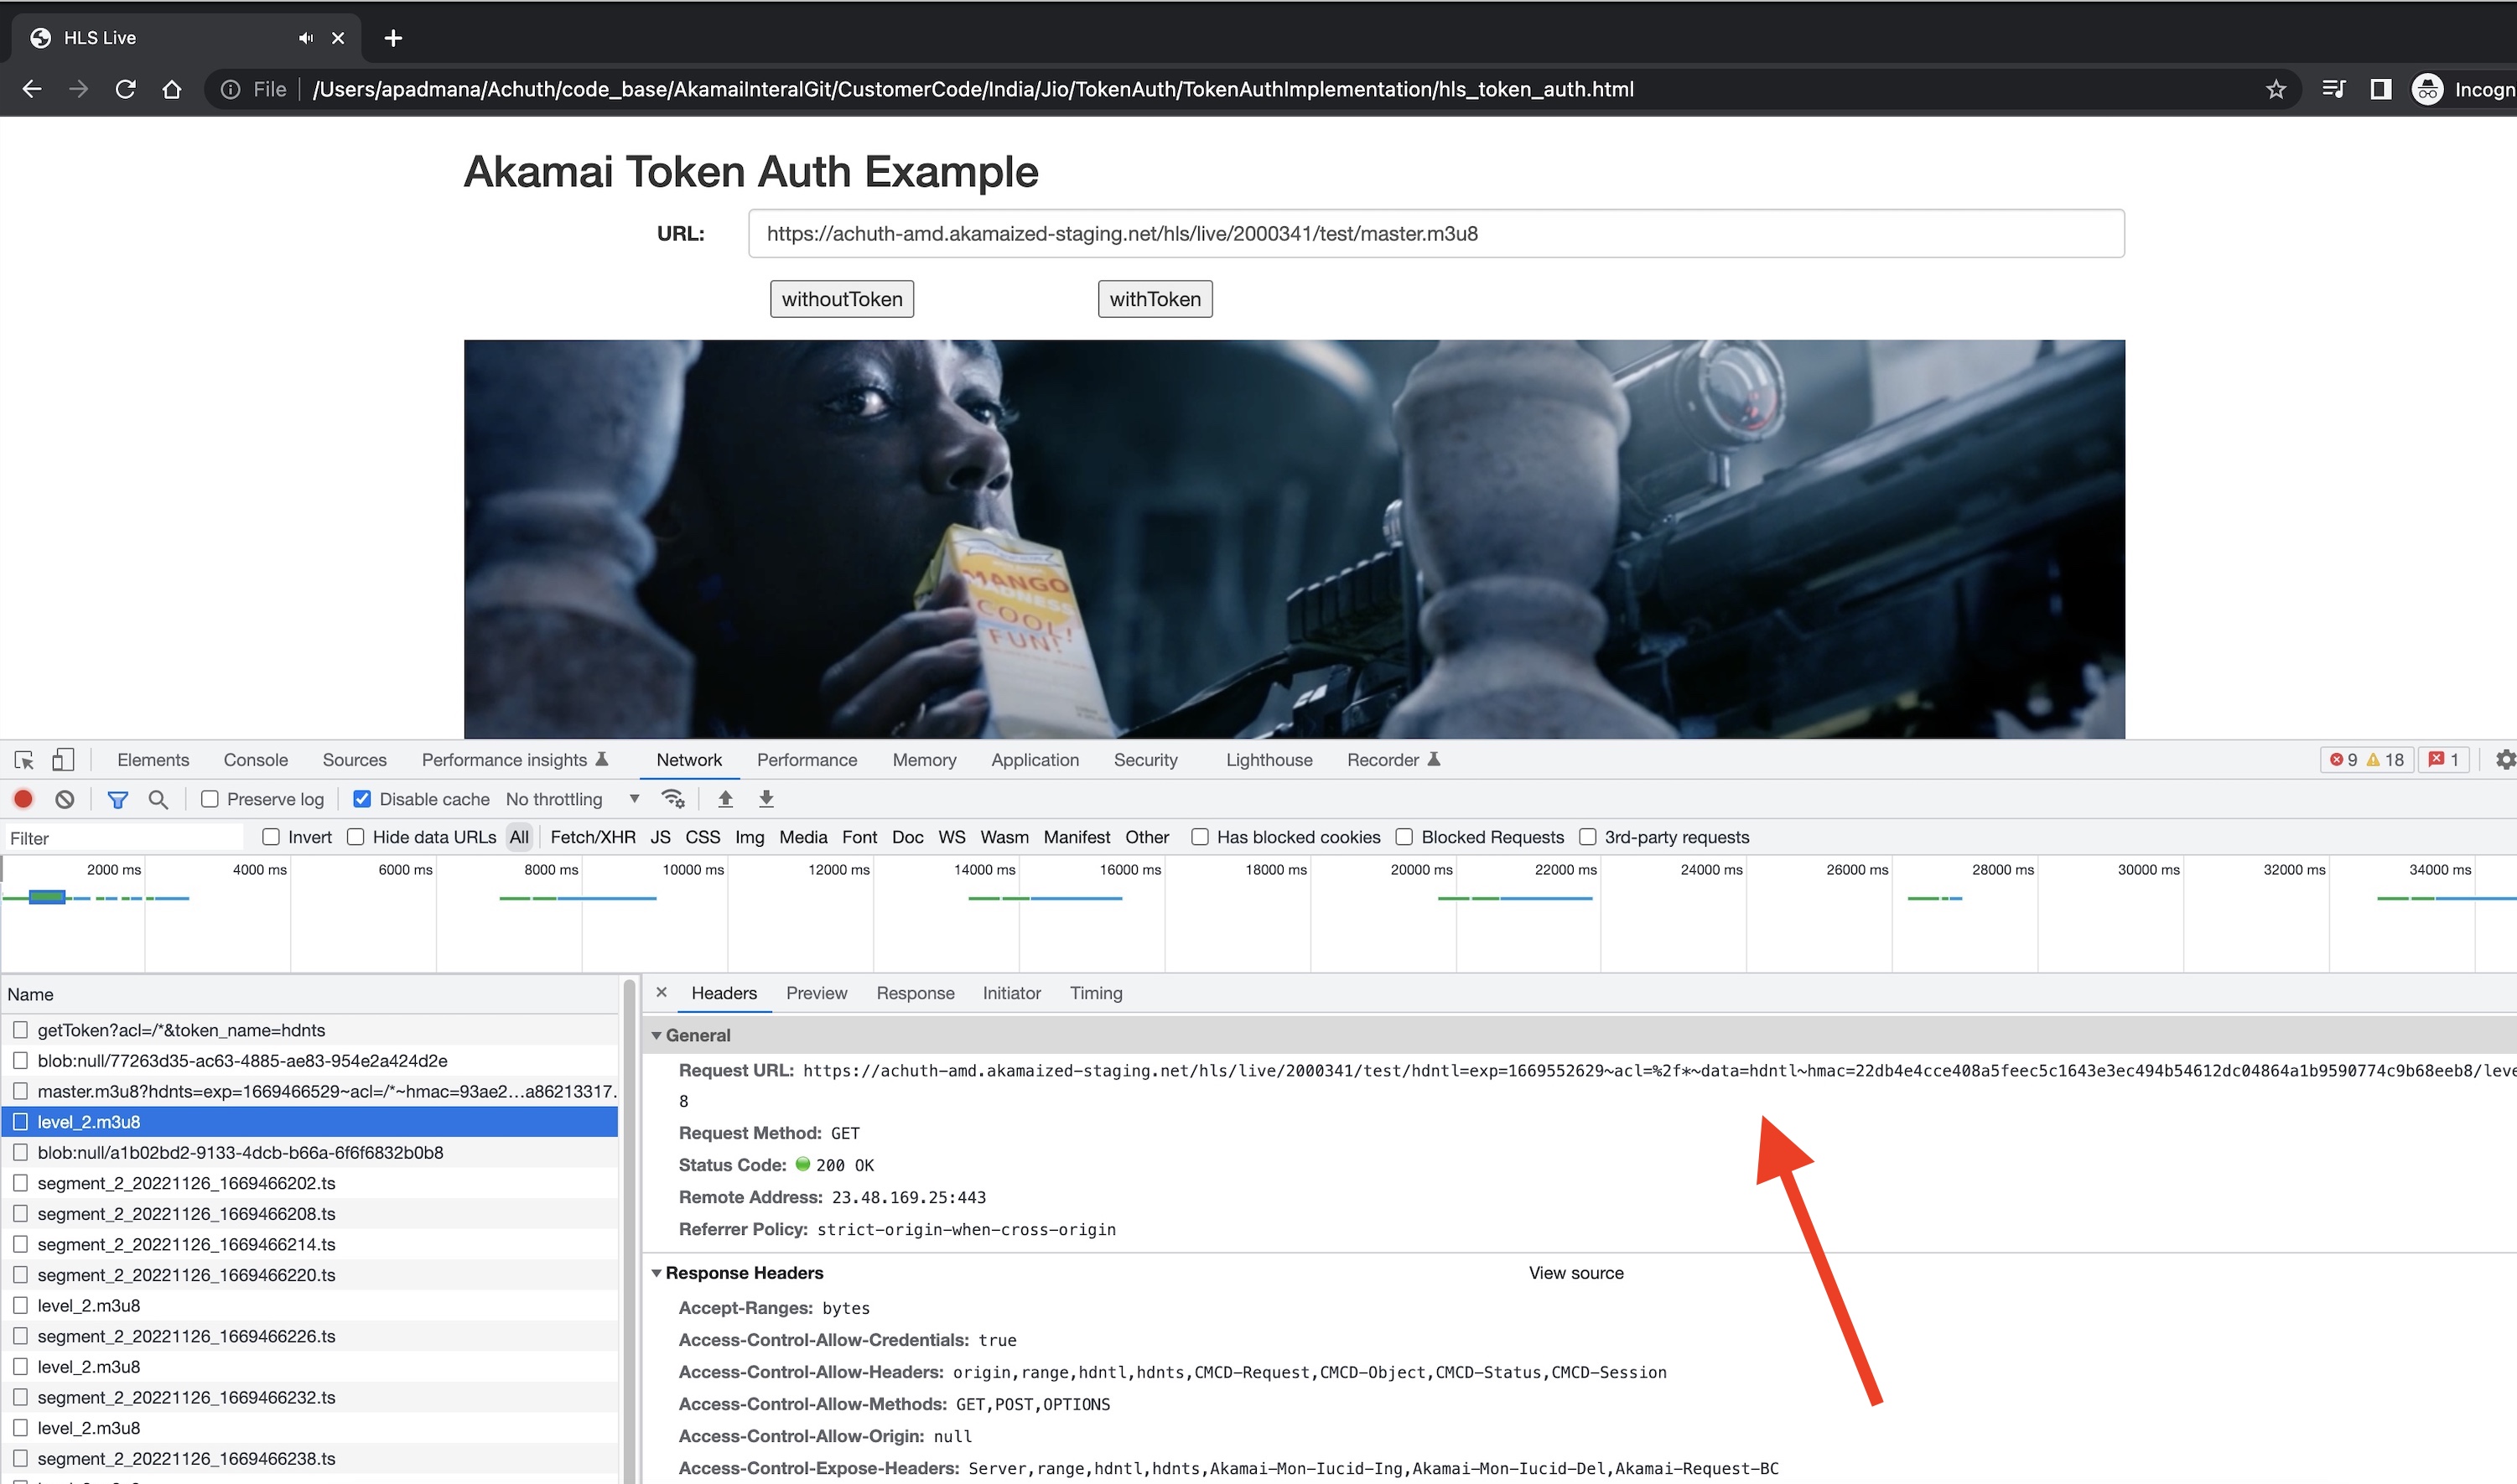 HLS Live
File
/Users/apadmana/Achuth/code_base/AkamaiInteralGit/CustomerCode/India/Jio/TokenAuth/TokenAuthImplementation/hls_token_auth.html
Incogn
Akamai Token Auth Example
URL: https://achuth-amd.akamaized-staging.net/hls/live/2000341/test/master.m3u8
withoutToken withToken
MANGO
MADNESS
COOL!
FUN!
Elements Console Sources Performance insights Network Performance Memory Application Security Lighthouse Recorder 9 18 1
Preserve log Disable cache No throttling
Filter Invert Hide data URLs All Fetch/XHR JS CSS Img Media Font Doc WS Wasm Manifest Other Has blocked cookies Blocked Requests 3rd-party requests
2000 ms 4000 ms 6000 ms 8000 ms 10000 ms 12000 ms 14000 ms 16000 ms 18000 ms 20000 ms 22000 ms 24000 ms 26000 ms 28000 ms 30000 ms 32000 ms 34000 ms
Name
getToken?acl=/*&token_name=hdnts
blob:null/77263d35-ac63-4885-ae83-954e2a424d2e
master.m3u8?hdnts=exp=1669466529~acl=/*~hmac=93ae2…a86213317.
level_2.m3u8
blob:null/a1b02bd2-9133-4dcb-b66a-6f6f6832b0b8
segment_2_20221126_1669466202.ts
segment_2_20221126_1669466208.ts
segment_2_20221126_1669466214.ts
segment_2_20221126_1669466220.ts
level_2.m3u8
segment_2_20221126_1669466226.ts
level_2.m3u8
segment_2_20221126_1669466232.ts
level_2.m3u8
segment_2_20221126_1669466238.ts
Headers Preview Response Initiator Timing
General
Request URL: https://achuth-amd.akamaized-staging.net/hls/live/2000341/test/hdntl=exp=1669552629~acl=%2f*~data=hdntl~hmac=22db4e4cce408a5feec5c1643e3ec494b54612dc04864a1b9590774c9b68eeb8/leve
8
Request Method: GET
Status Code: 200 OK
Remote Address: 23.48.169.25:443
Referrer Policy: strict-origin-when-cross-origin
Response Headers View source
Accept-Ranges: bytes
Access-Control-Allow-Credentials: true
Access-Control-Allow-Headers: origin,range,hdntl,hdnts,CMCD-Request,CMCD-Object,CMCD-Status,CMCD-Session
Access-Control-Allow-Methods: GET,POST,OPTIONS
Access-Control-Allow-Origin: null
Access-Control-Expose-Headers: Server,range,hdntl,hdnts,Akamai-Mon-Iucid-Ing,Akamai-Mon-Iucid-Del,Akamai-Request-BC